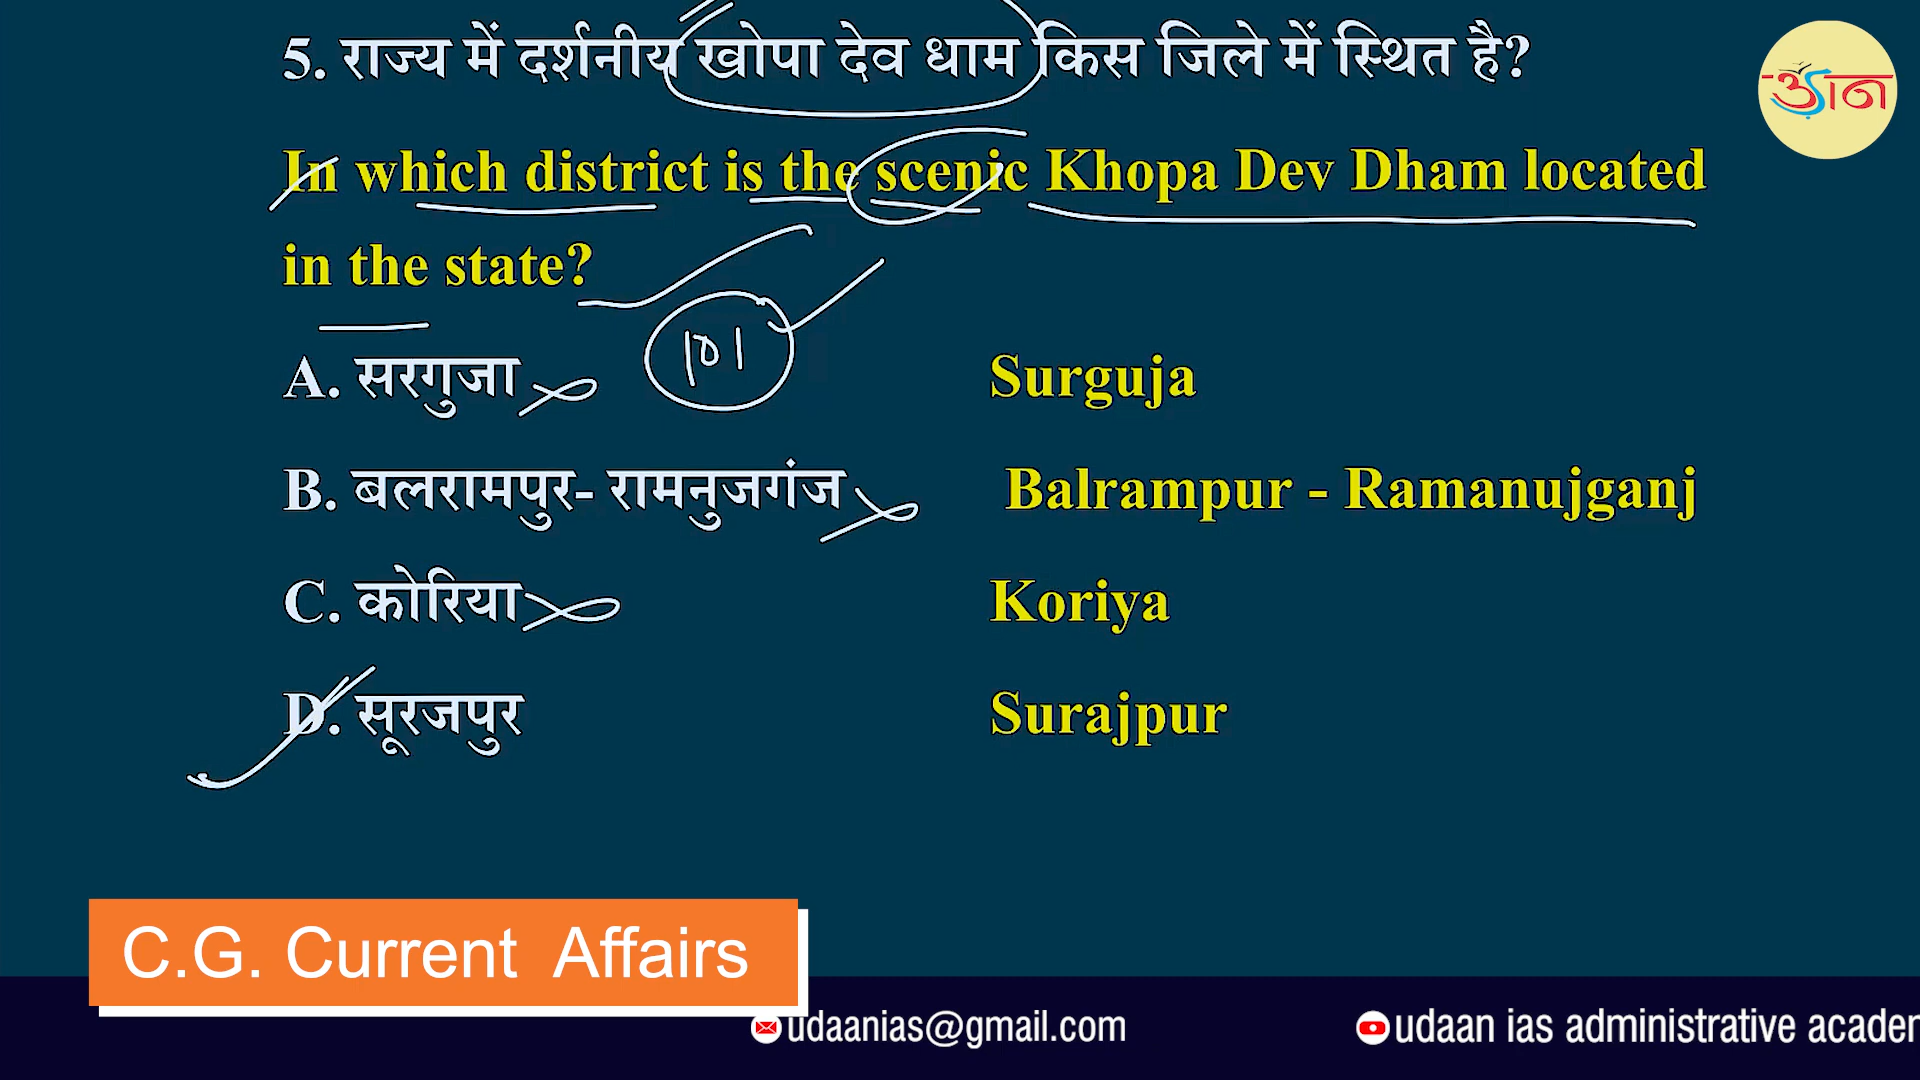 5. राज्य में दर्शनीय खोपा देव धाम किस जिले में स्थित है?
उड़ान
In which district is the scenic Khopa Dev Dham located
in the state?
|D|
A. सरगुजा Surguja
B. बलरामपुर- रामनुजगंज Balrampur - Ramanujganj
C. कोरिया Koriya
D. सूरजपुर Surajpur
C.G. Current Affairs
udaanias@gmail.com udaan ias administrative acader